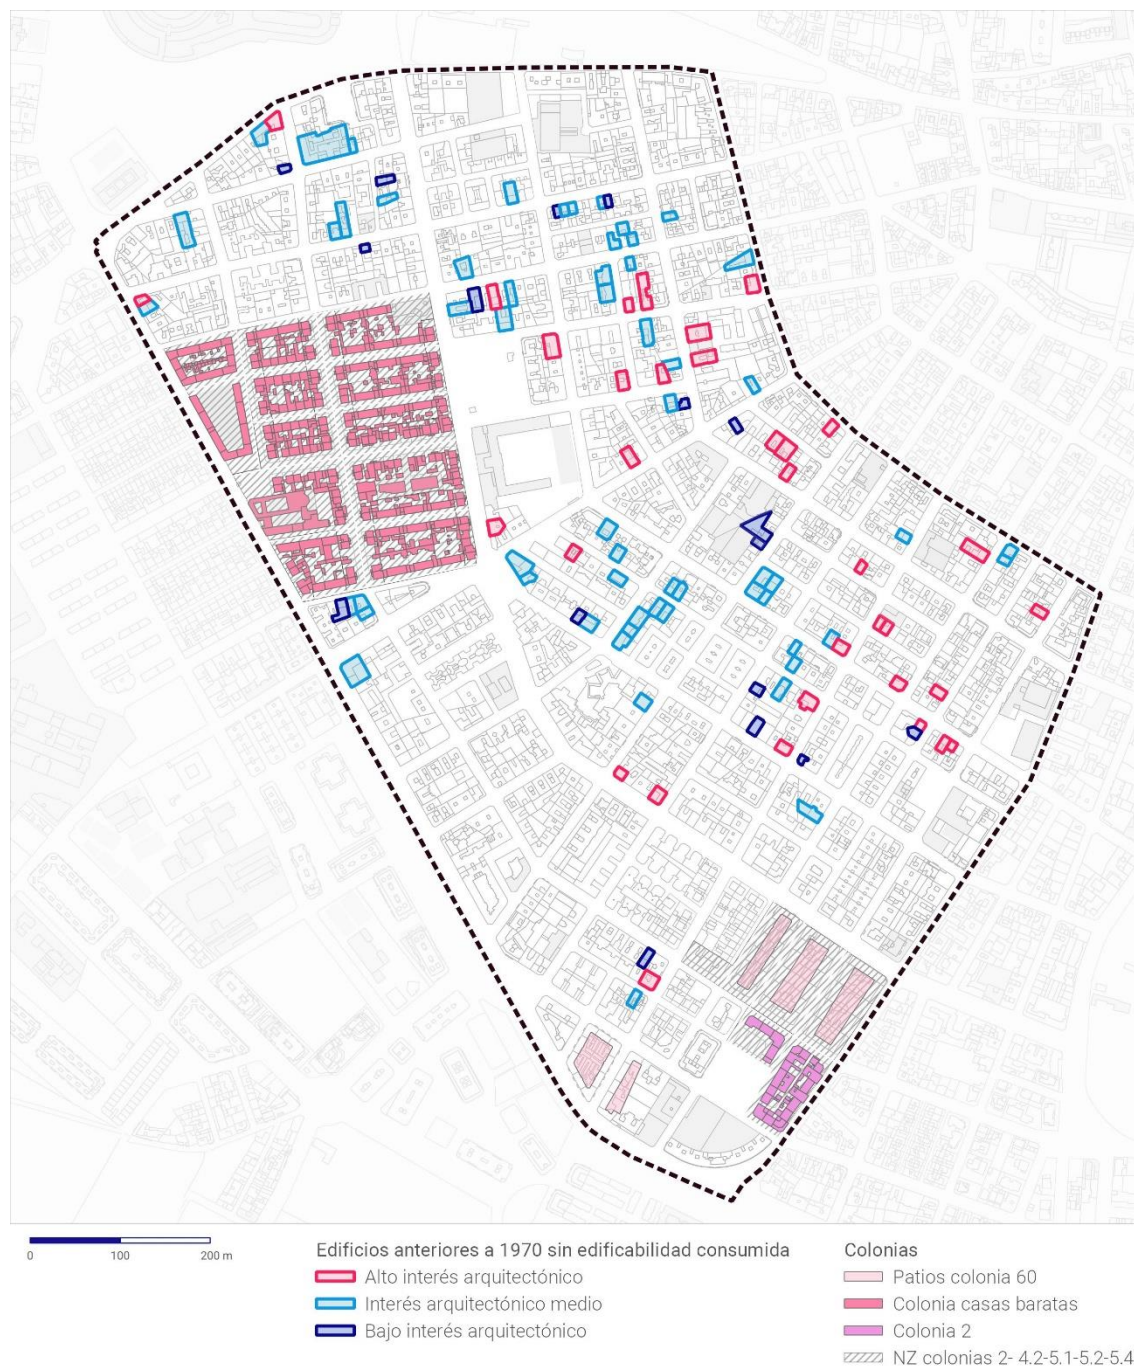 0
100
200 m
Edificios anteriores a 1970 sin edificabilidad consumida
Alto interés arquitectónico
Interés arquitectónico medio
Bajo interés arquitectónico
Colonias
Patios colonia 60
Colonia casas baratas
Colonia 2
NZ colonias 2- 4.2-5.1-5.2-5.4